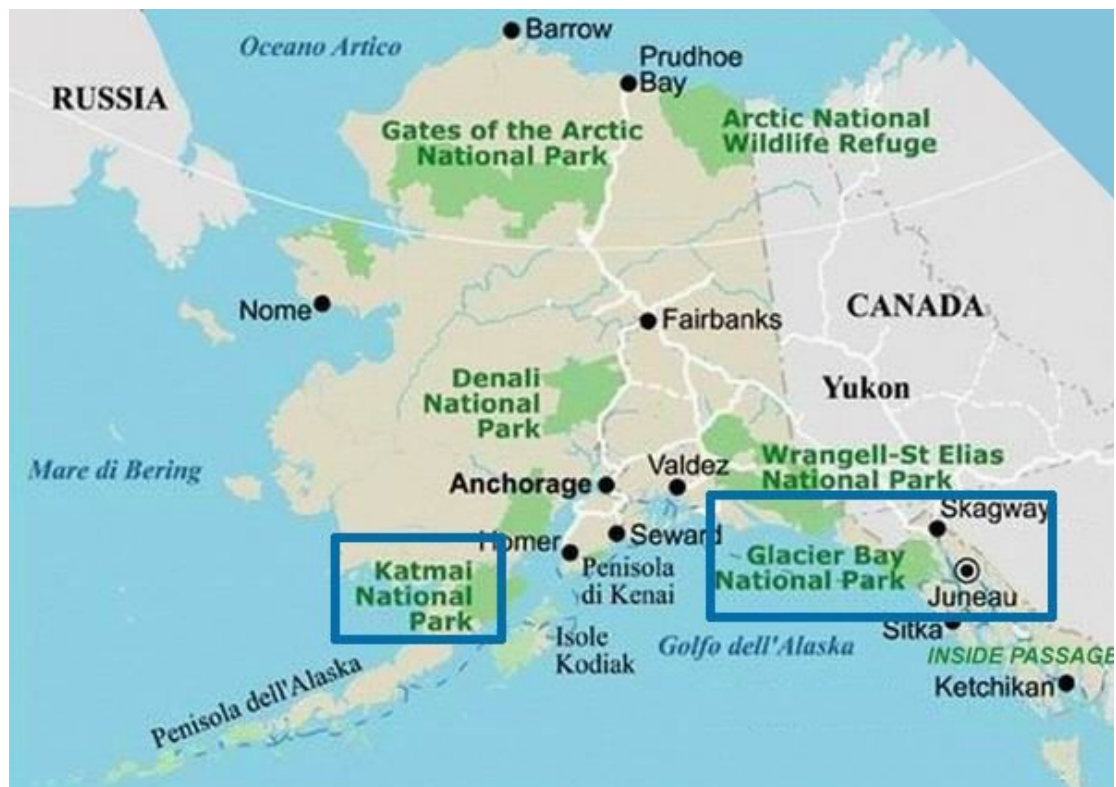 Barrow
Oceano Artico
Prudhoe
Bay
RUSSIA
Gates of the Arctic
National Park
Arctic National
Wildlife Refuge
Nome
Fairbanks
CANADA
Yukon
Denali
National
Park
Mare di Bering
Anchorage
Valdez
Wrangell-St Elias
National Park
Skagway
Homer
Seward
Glacier Bay
National Park
Katmai
National
Park
Penisola
di Kenai
Juneau
Sitka
Isole
Kodiak
Golfo dell'Alaska
INSIDE PASSAGE
Ketchikan
Penisola dell'Alaska